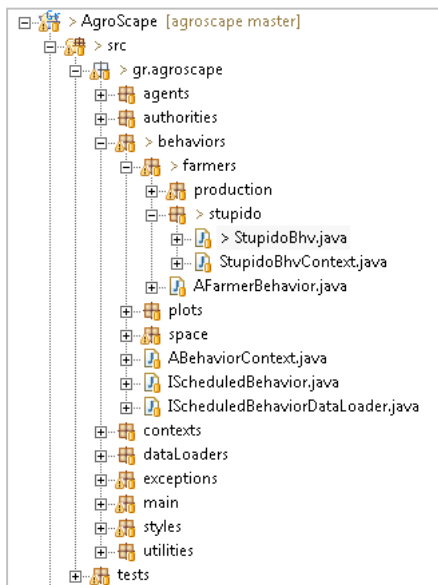 > AgroScape [agroscape master]
> src
> gr.agroscape
agents
authorities
> behaviors
> farmers
production
> stupido
> StupidoBhv.java
StupidoBhvContext.java
AFarmerBehavior.java
plots
space
ABehaviorContext.java
IScheduledBehavior.java
IScheduledBehaviorDataLoader.java
contexts
dataLoaders
exceptions
main
styles
utilities
tests